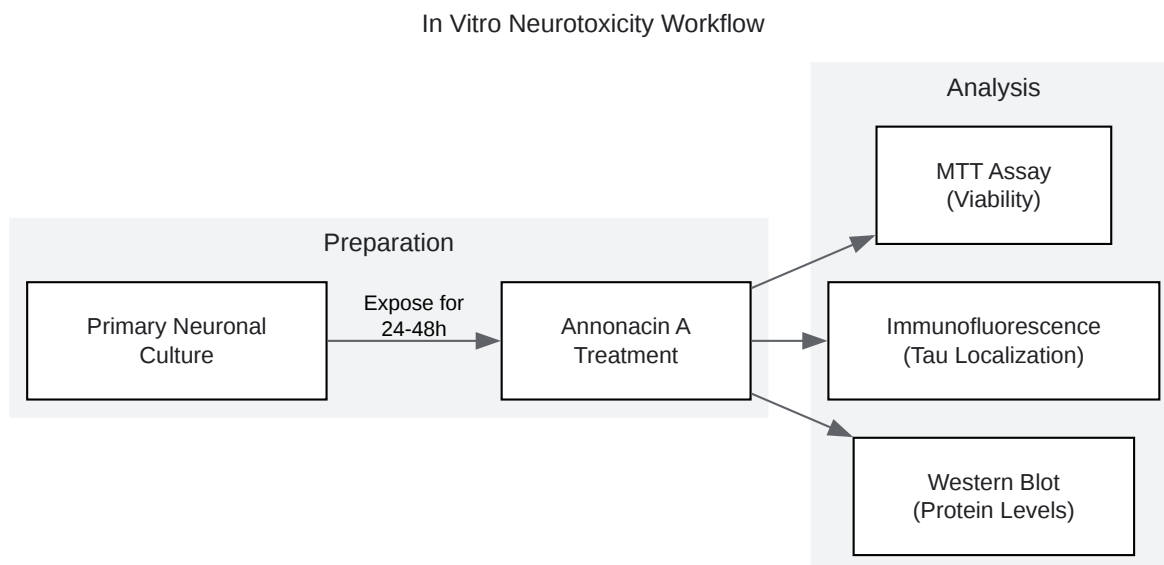 In Vitro Neurotoxicity Workflow
Preparation
Primary Neuronal
Culture
Expose for
24-48h
Annonacin A
Treatment
Analysis
MTT Assay
(Viability)
Immunofluorescence
(Tau Localization)
Western Blot
(Protein Levels)